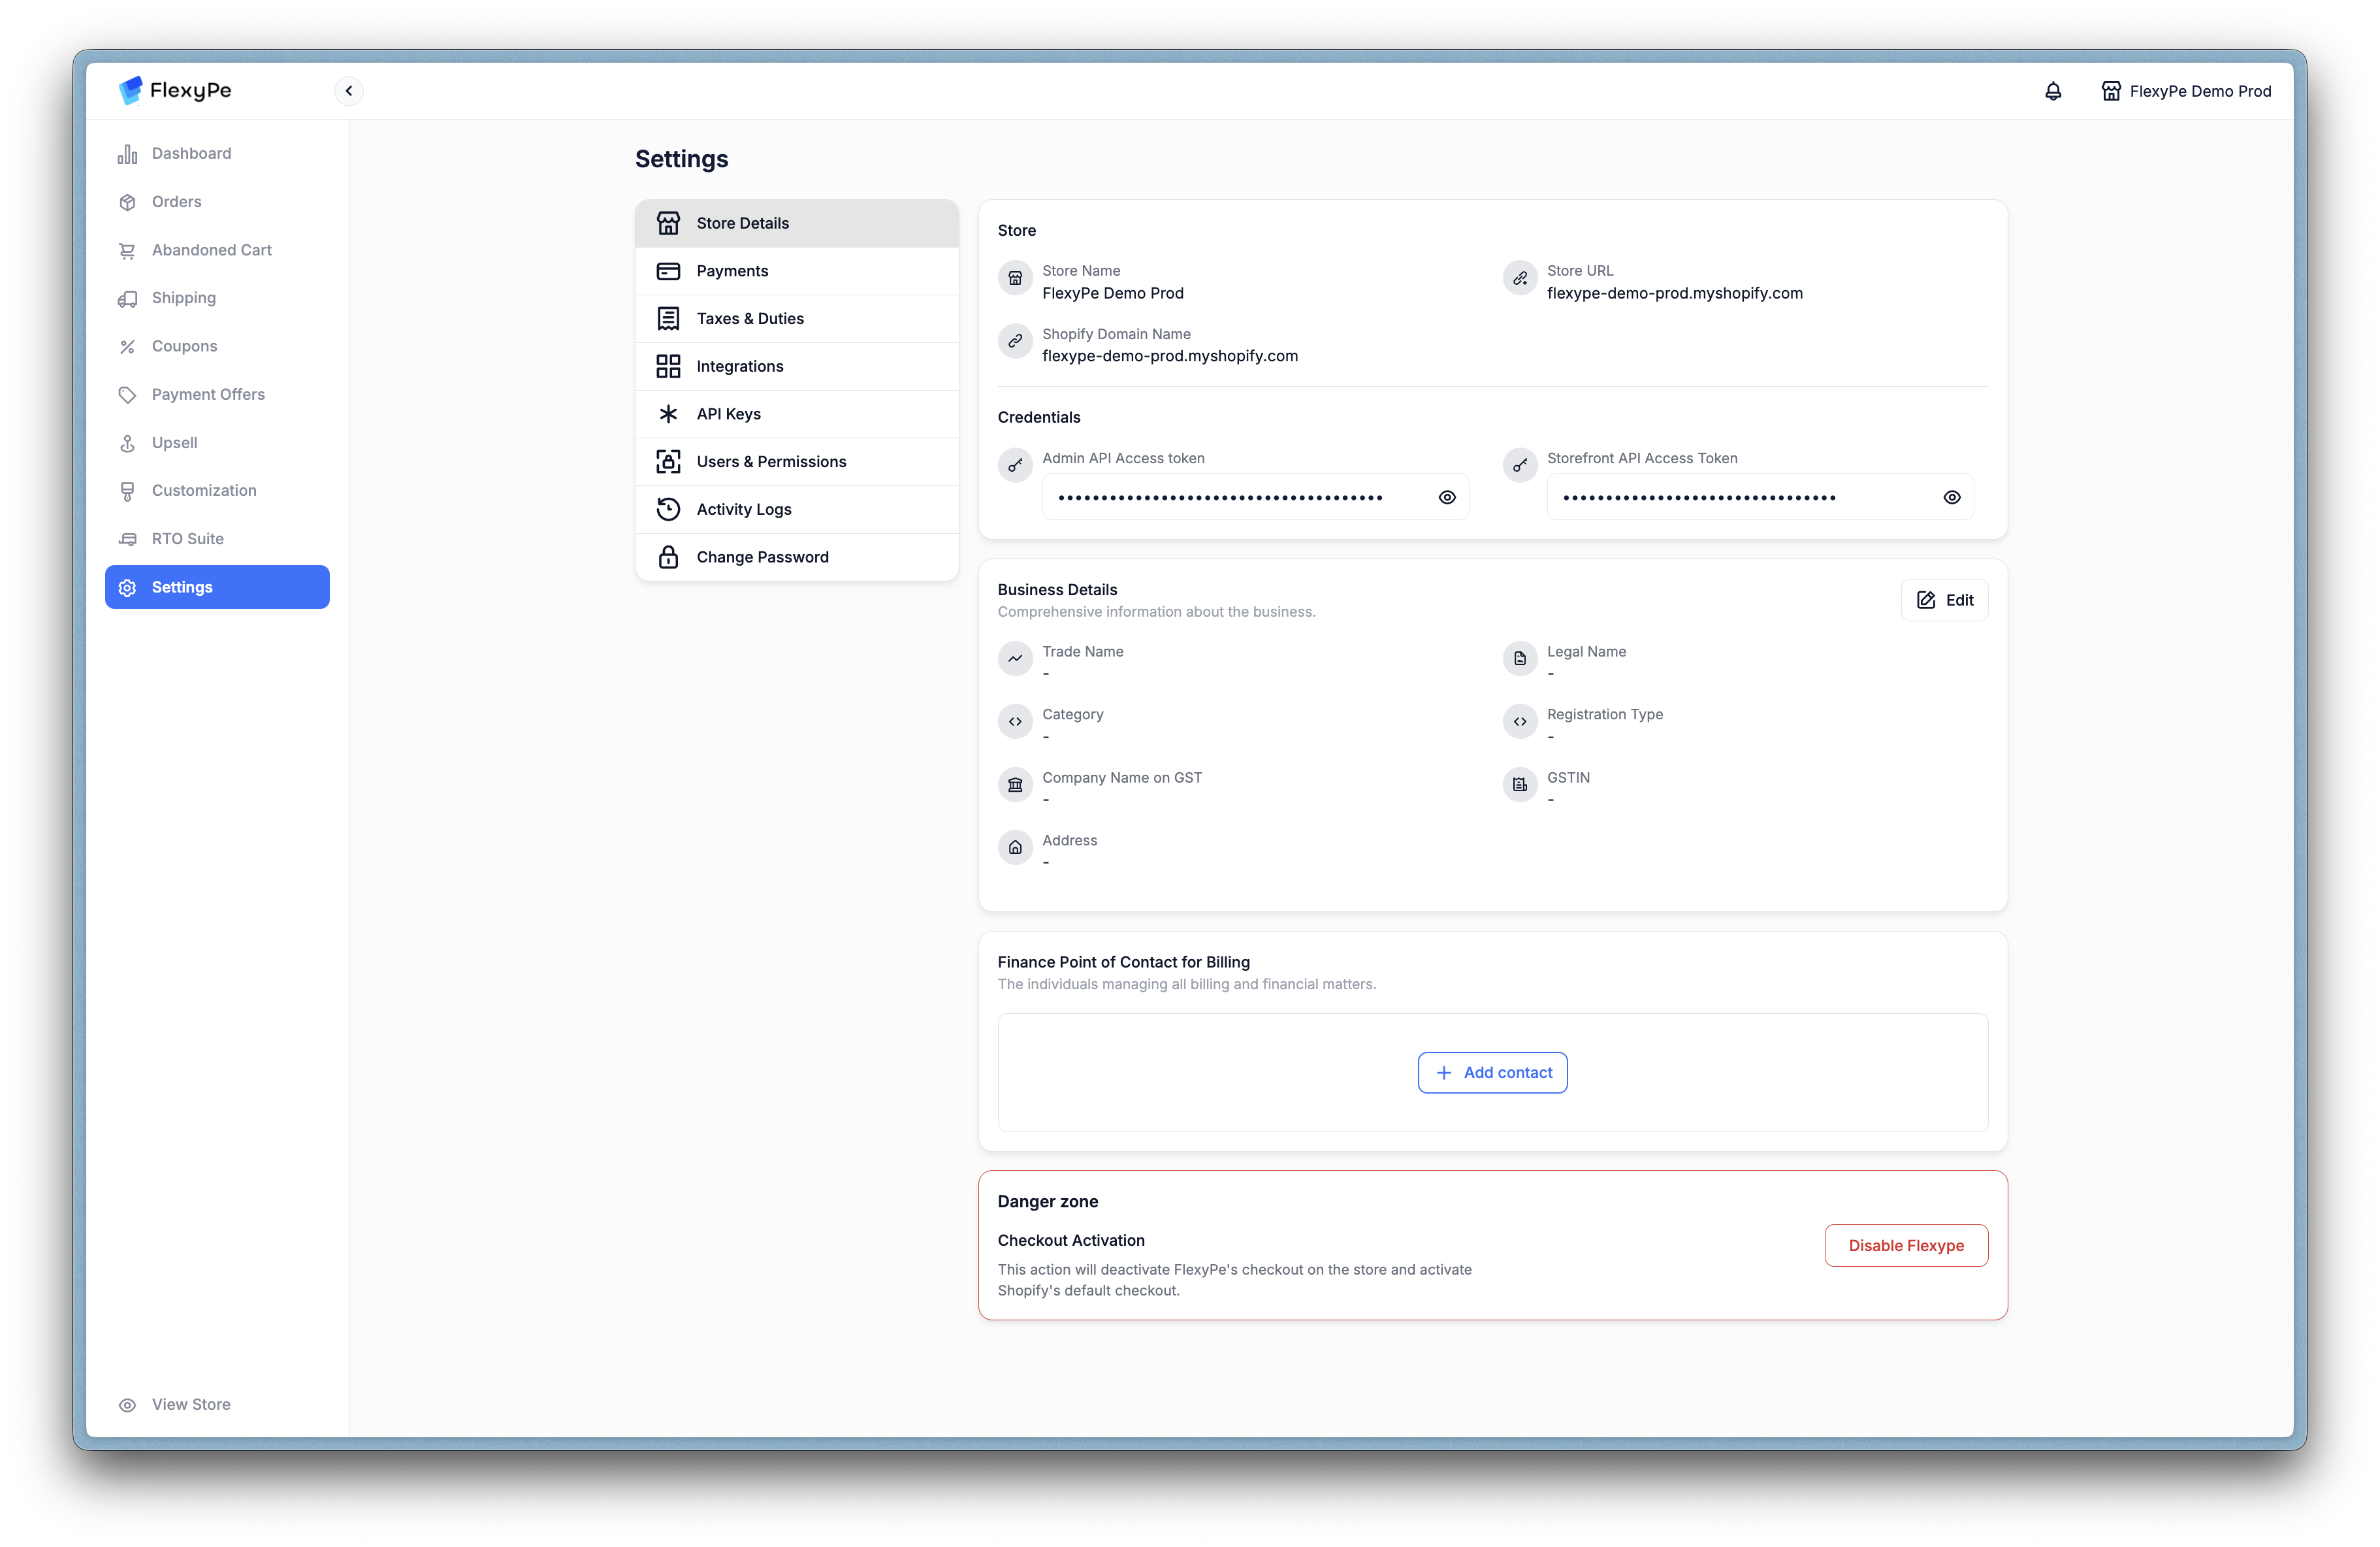 FlexyPe
FlexyPe Demo Prod
Dashboard
Orders
Abandoned Cart
Shipping
Coupons
Payment Offers
Upsell
Customization
RTO Suite
Settings
View Store
Settings
Store Details
Payments
Taxes & Duties
Integrations
API Keys
Users & Permissions
Activity Logs
Change Password
Store
Store Name
FlexyPe Demo Prod
Store URL
flexype-demo-prod.myshopify.com
Shopify Domain Name
flexype-demo-prod.myshopify.com
Credentials
Admin API Access token
••••••••••••••••••••••••••••••••••••••
Storefront API Access Token
••••••••••••••••••••••••••••••••
Business Details
Comprehensive information about the business.
Edit
Trade Name
-
Legal Name
-
Category
-
Registration Type
-
Company Name on GST
-
GSTIN
-
Address
-
Finance Point of Contact for Billing
The individuals managing all billing and financial matters.
+ Add contact
Danger zone
Checkout Activation
This action will deactivate FlexyPe's checkout on the store and activate
Shopify's default checkout.
Disable Flexype